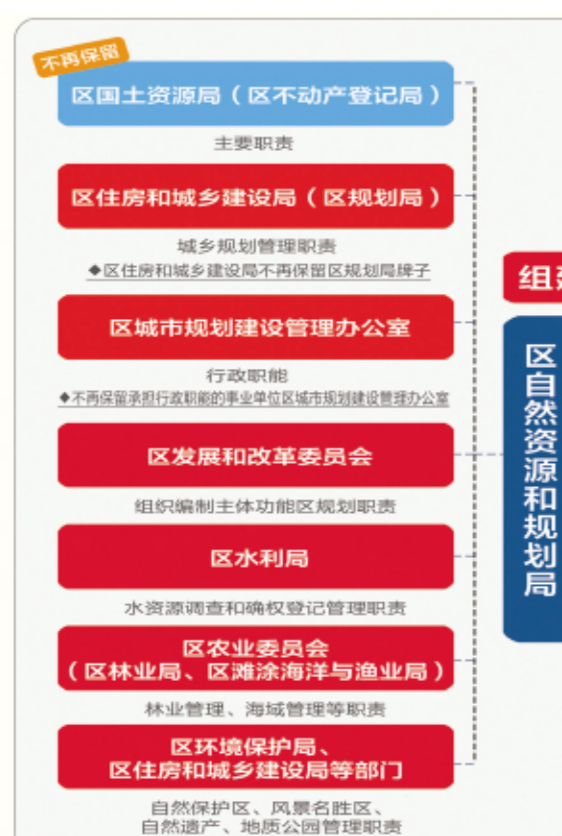 不再保留
区国土资源局（区不动产登记局）
主要职责
区住房和城乡建设局（区规划局）
城乡规划管理职责
◆区住房和城乡建设局不再保留区规划局牌子
区城市规划建设管理办公室
行政职能
◆不再保留承担行政职能的事业单位区城市规划建设管理办公室
区发展和改革委员会
组织编制主体功能区规划职责
区水利局
水资源调查和确权登记管理职责
区农业委员会
（区林业局、区滩涂海洋与渔业局）
林业管理、海域管理等职责
区环境保护局、
区住房和城乡建设局等部门
自然保护区、风景名胜区、
自然遗产、地质公园管理职责
组
区自然资源和规划局